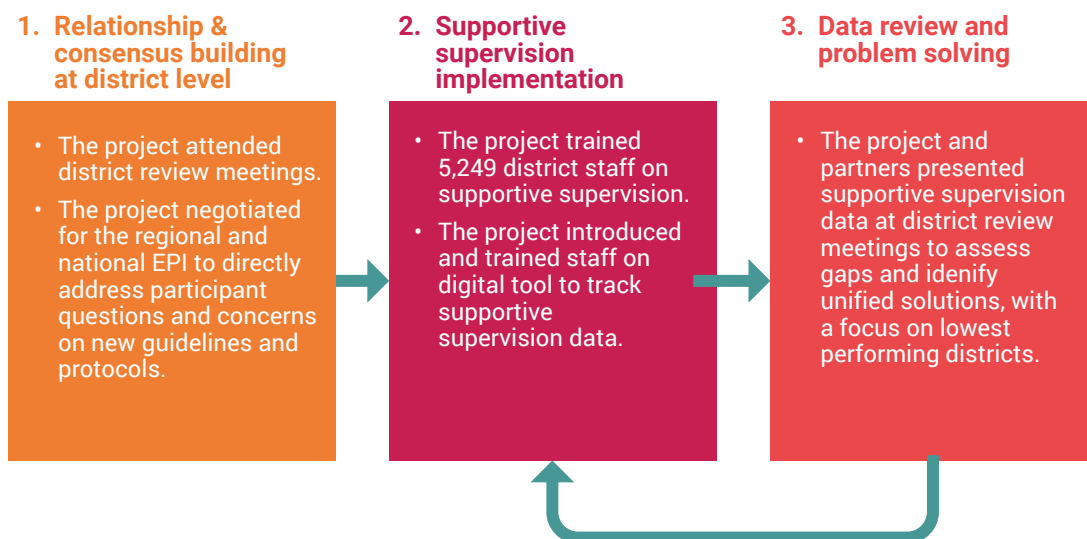 1. Relationship &
consensus building
at district level
• The project attended
district review meetings.
• The project negotiated
for the regional and
national EPI to directly
address participant
questions and concerns
on new guidelines and
protocols.
2. Supportive
supervision
implementation
• The project trained
5,249 district staff on
supportive supervision.
• The project introduced
and trained staff on
digital tool to track
supportive
supervision data.
3. Data review and
problem solving
• The project and
partners presented
supportive supervision
data at district review
meetings to assess
gaps and idenify
unified solutions, with
a focus on lowest
performing districts.